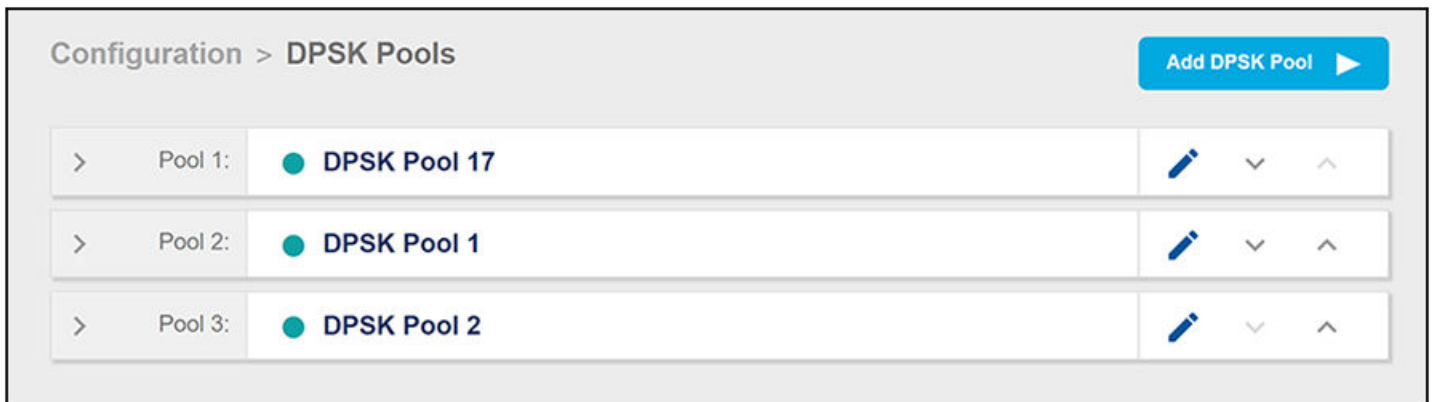 Configuration > DPSK Pools
Add DPSK Pool
Pool 1: DPSK Pool 17
Pool 2: DPSK Pool 1
Pool 3: DPSK Pool 2